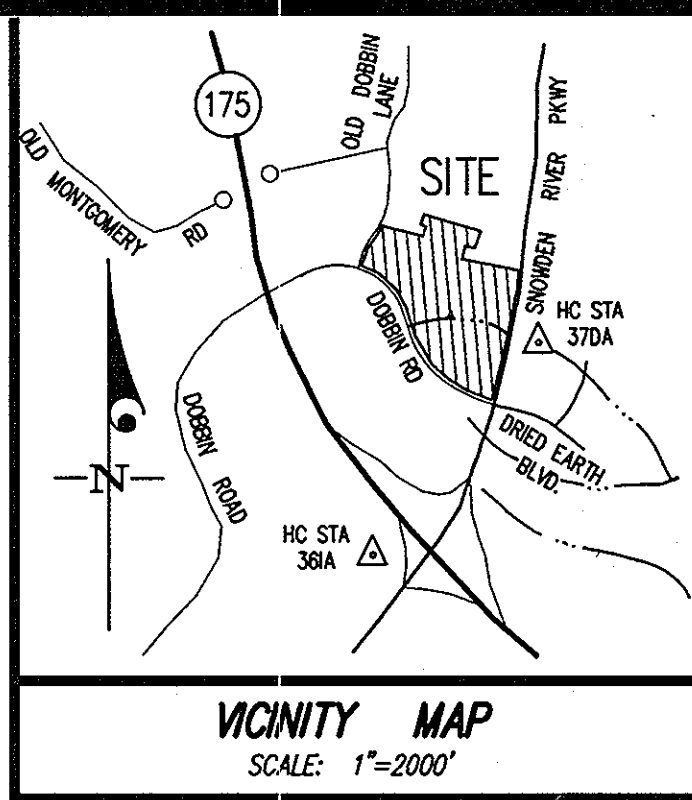 175
OLD DOBBIN
LANE
OLD MONTGOMERY
RD
SITE
SNOWDEN RIVER PKWY
HC STA
37DA
DOBBIN RD
DOBBIN ROAD
DRIED EARTH
BLVD.
N
HC STA
361A
VICINITY MAP
SCALE: 1"=2000'